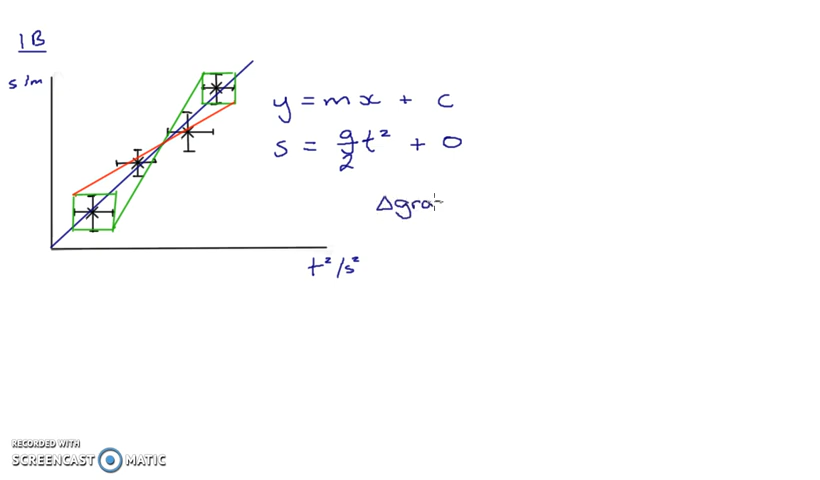 1B
s /m
y = mx + c
s = g/2 t² + 0
Δgra
t²/s²
RECORDED WITH
SCREENCAST MATIC